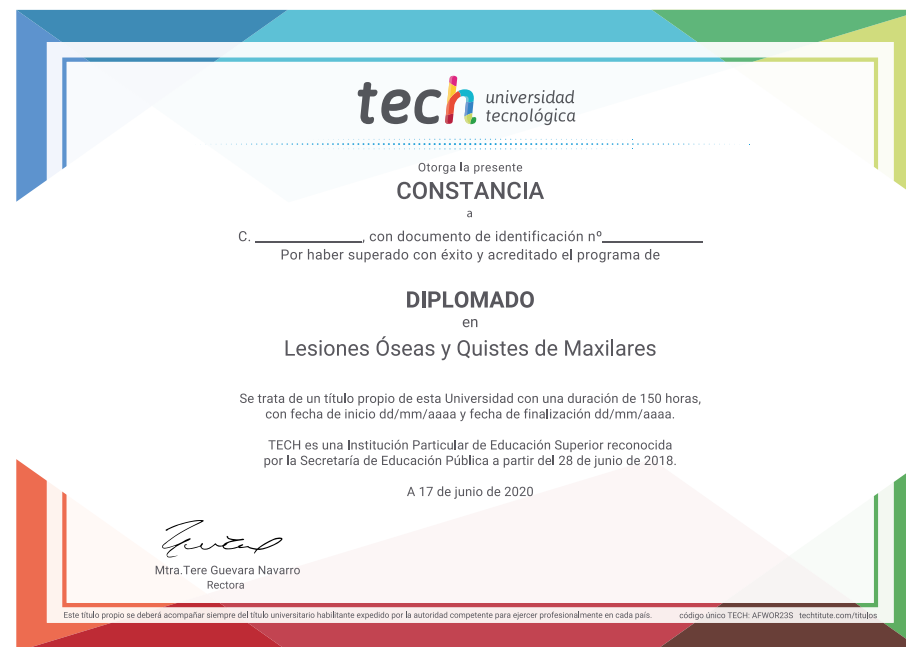 tech universidad
tecnológica
Otorga la presente
CONSTANCIA
a
C. ____________, con documento de identificación nº____________
Por haber superado con éxito y acreditado el programa de
DIPLOMADO
en
Lesiones Óseas y Quistes de Maxilares
Se trata de un título propio de esta Universidad con una duración de 150 horas,
con fecha de inicio dd/mm/aaaa y fecha de finalización dd/mm/aaaa.
TECH es una Institución Particular de Educación Superior reconocida
por la Secretaría de Educación Pública a partir del 28 de junio de 2018.
A 17 de junio de 2020
Mtra.Tere Guevara Navarro
Rectora
Este título propio se deberá acompañar siempre del título universitario habilitante expedido por la autoridad competente para ejercer profesionalmente en cada país. código único TECH: AFWOR23S techtitute.com/títulos